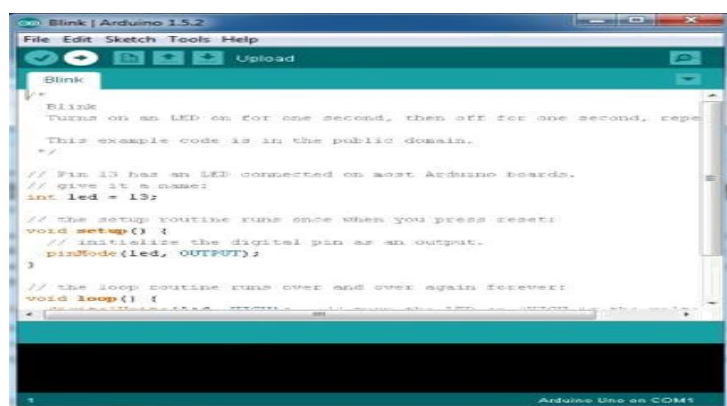 Blink | Arduino 1.5.2
File Edit Sketch Tools Help
Upload
Blink
/*
Blink
Turns on an LED on for one second, then off for one second, repe
This example code is in the public domain.
*/
// Pin 13 has an LED connected on most Arduino boards.
// give it a name:
int led = 13;
// the setup routine runs once when you press reset:
void setup() {
// initialize the digital pin as an output.
pinMode(led, OUTPUT);
}
// the loop routine runs over and over again forever:
void loop() {
1
Arduino Uno on COM1